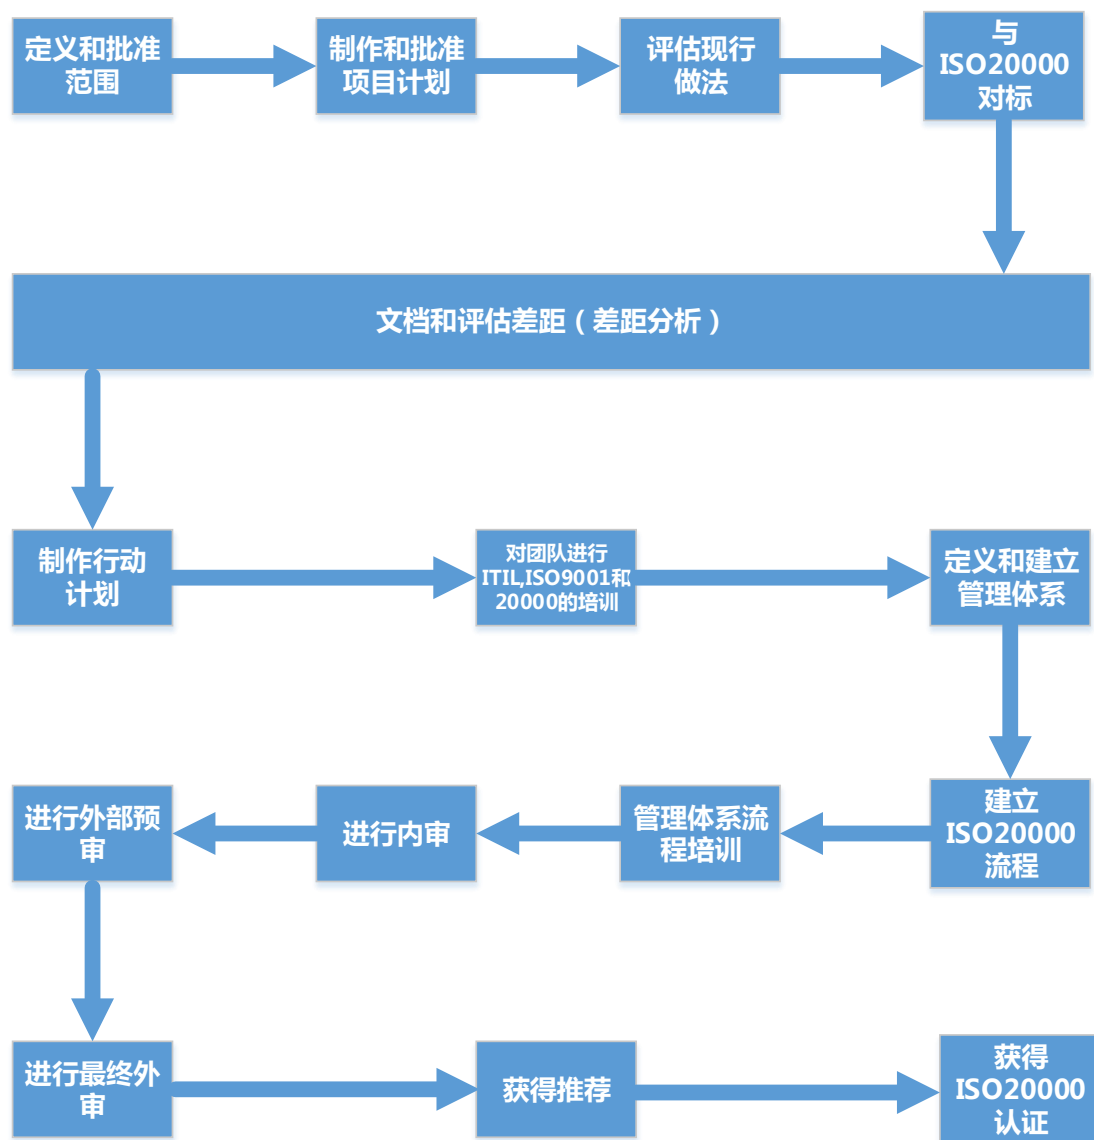 定义和批准
范围
制作和批准
项目计划
评估现行
做法
与
ISO20000
对标
文档和评估差距（差距分析）
制作行动
计划
对团队进行
ITIL,ISO9001和
20000的培训
定义和建立
管理体系
建立
ISO20000
流程
管理体系流
程培训
进行内审
进行外部预
审
进行最终外
审
获得推荐
获得
ISO20000
认证